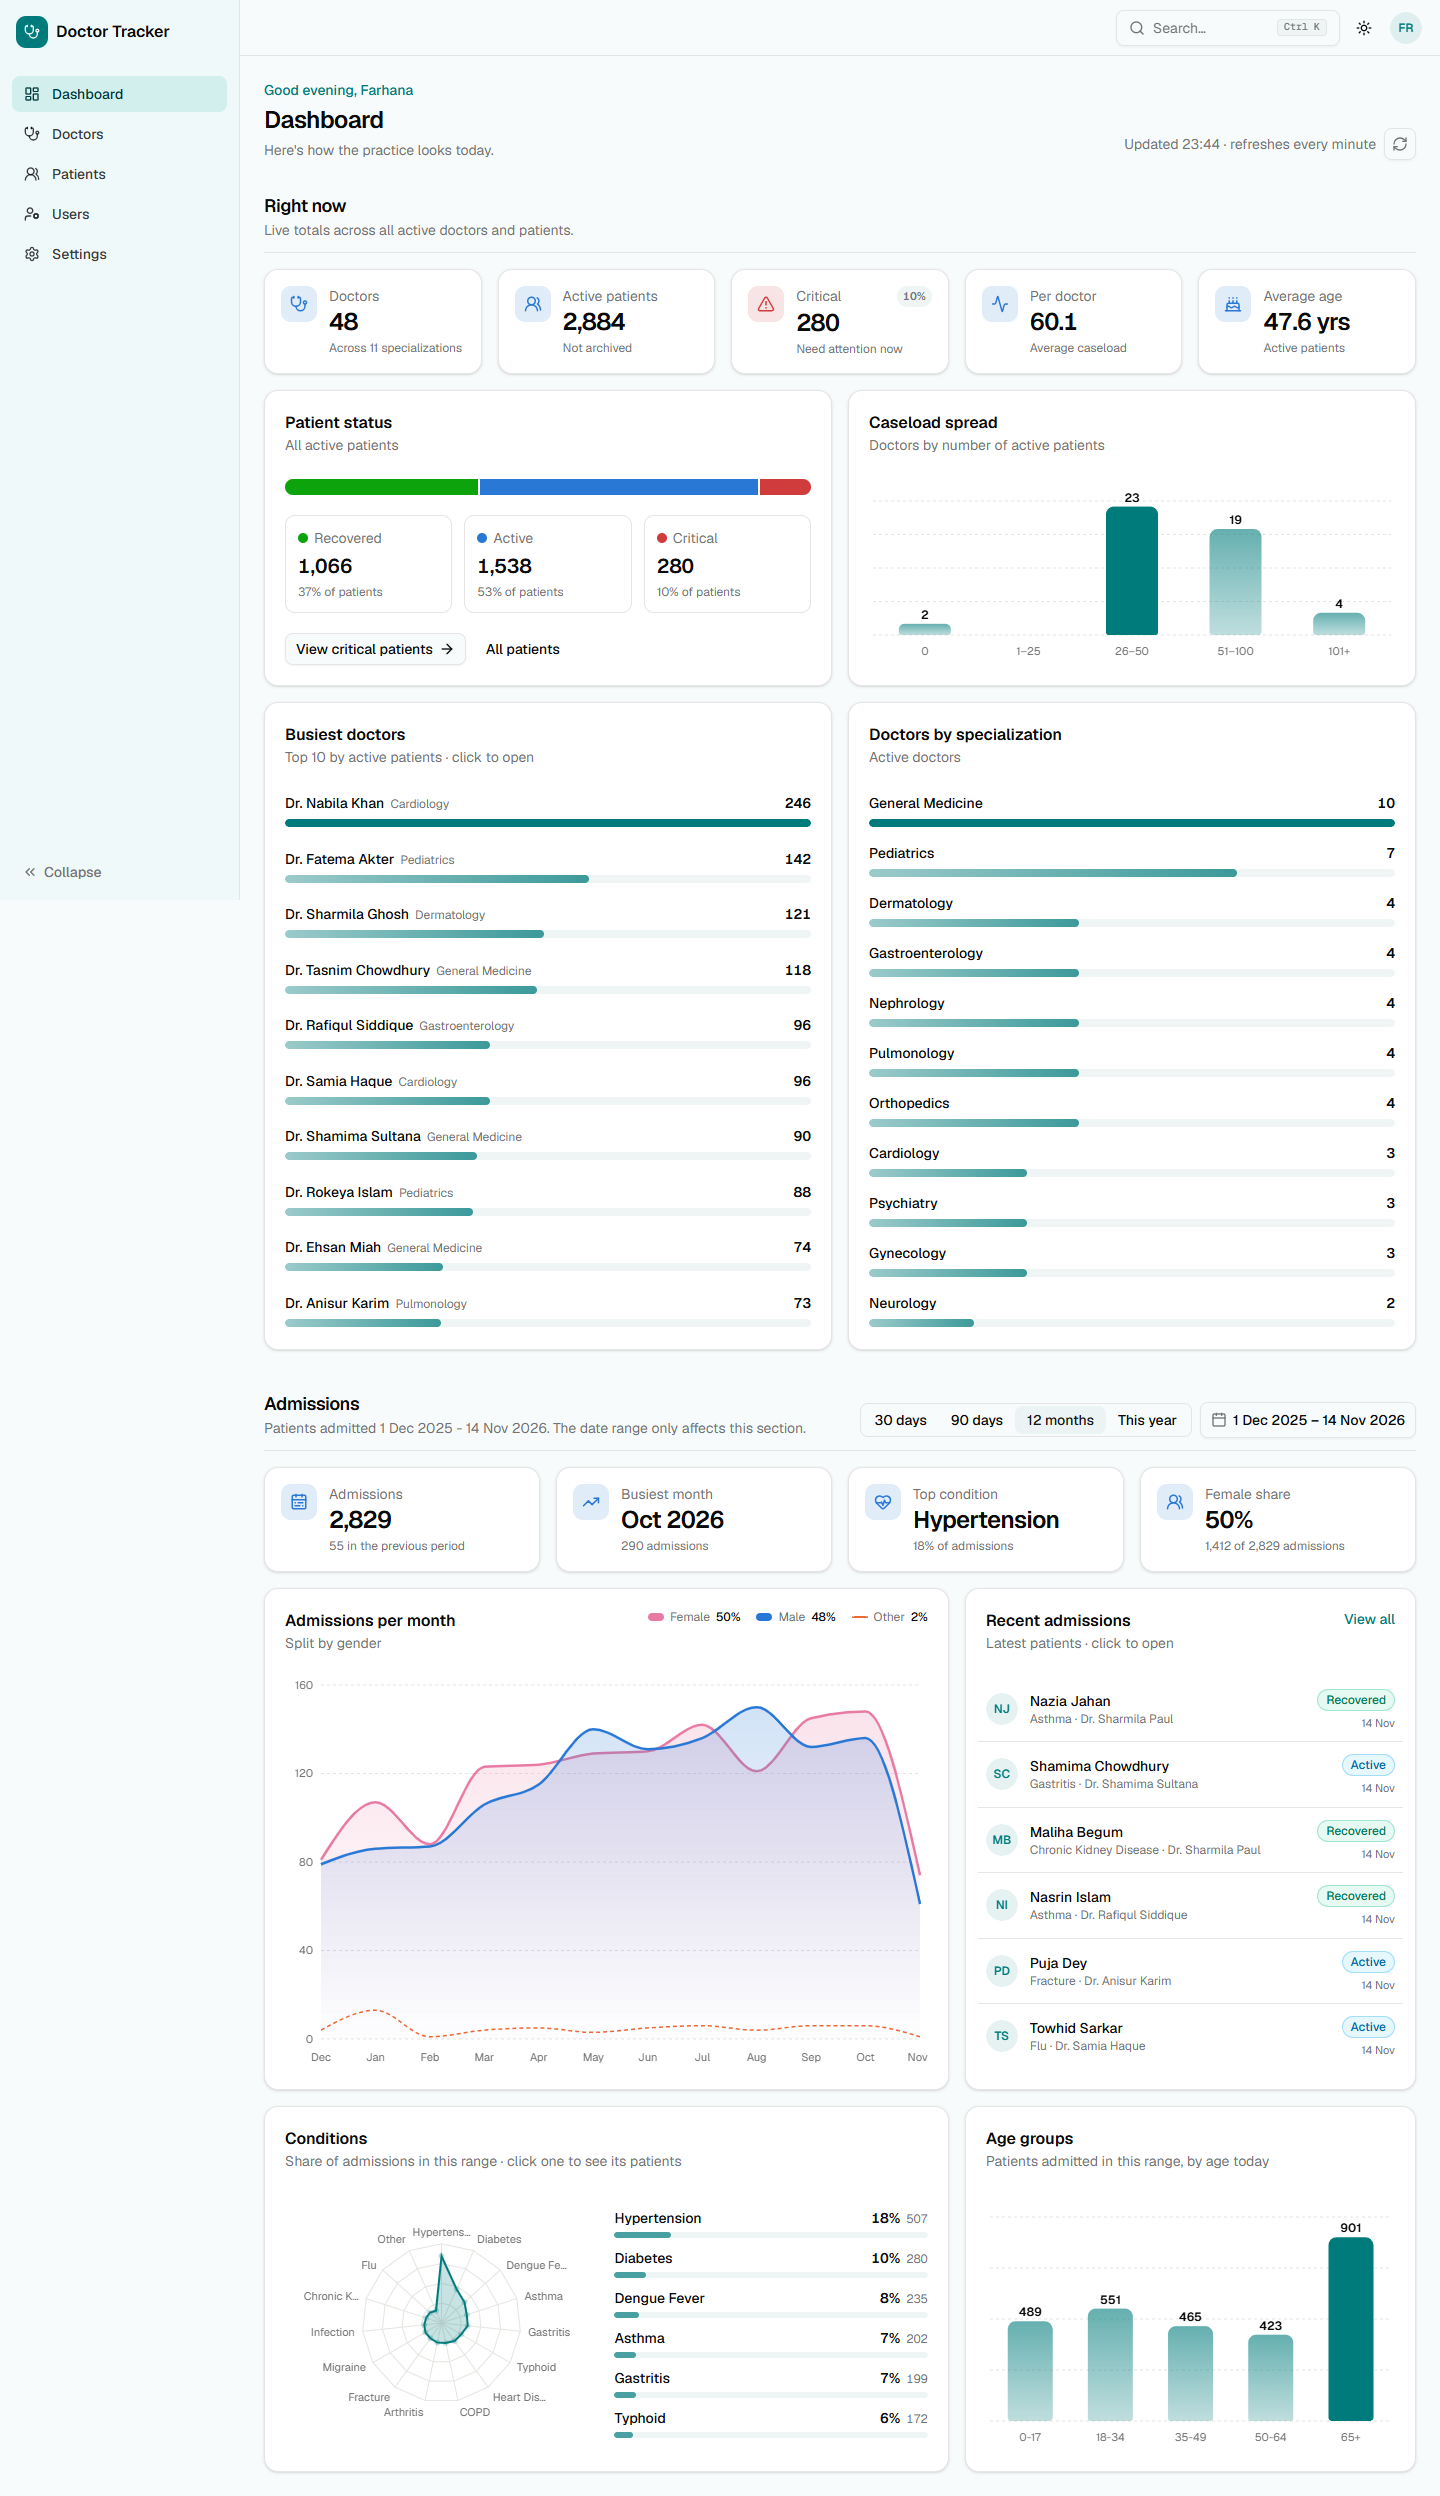 Doctor Tracker
Search...
Ctrl K
FR
Dashboard
Doctors
Patients
Users
Settings
Collapse
Good evening, Farhana
Dashboard
Here's how the practice looks today.
Updated 23:44 · refreshes every minute
Right now
Live totals across all active doctors and patients.
Doctors
48
Across 11 specializations
Active patients
2,884
Not archived
Critical
10%
280
Need attention now
Per doctor
60.1
Average caseload
Average age
47.6 yrs
Active patients
Patient status
All active patients
Recovered
1,066
37% of patients
Active
1,538
53% of patients
Critical
280
10% of patients
View critical patients
All patients
Caseload spread
Doctors by number of active patients
2
23
19
4
0
1–25
26–50
51–100
101+
Busiest doctors
Top 10 by active patients · click to open
Dr. Nabila Khan Cardiology 246
Dr. Fatema Akter Pediatrics 142
Dr. Sharmila Ghosh Dermatology 121
Dr. Tasnim Chowdhury General Medicine 118
Dr. Rafiqul Siddique Gastroenterology 96
Dr. Samia Haque Cardiology 96
Dr. Shamima Sultana General Medicine 90
Dr. Rokeya Islam Pediatrics 88
Dr. Ehsan Miah General Medicine 74
Dr. Anisur Karim Pulmonology 73
Doctors by specialization
Active doctors
General Medicine 10
Pediatrics 7
Dermatology 4
Gastroenterology 4
Nephrology 4
Pulmonology 4
Orthopedics 4
Cardiology 3
Psychiatry 3
Gynecology 3
Neurology 2
Admissions
Patients admitted 1 Dec 2025 - 14 Nov 2026. The date range only affects this section.
30 days
90 days
12 months
This year
1 Dec 2025 – 14 Nov 2026
Admissions
2,829
55 in the previous period
Busiest month
Oct 2026
290 admissions
Top condition
Hypertension
18% of admissions
Female share
50%
1,412 of 2,829 admissions
Admissions per month
Split by gender
Female 50%
Male 48%
Other 2%
160
120
80
40
0
Dec
Jan
Feb
Mar
Apr
May
Jun
Jul
Aug
Sep
Oct
Nov
Recent admissions
View all
Latest patients · click to open
NJ
Nazia Jahan
Asthma · Dr. Sharmila Paul
Recovered
14 Nov
SC
Shamima Chowdhury
Gastritis · Dr. Shamima Sultana
Active
14 Nov
MB
Maliha Begum
Chronic Kidney Disease · Dr. Sharmila Paul
Recovered
14 Nov
NI
Nasrin Islam
Asthma · Dr. Rafiqul Siddique
Recovered
14 Nov
PD
Puja Dey
Fracture · Dr. Anisur Karim
Active
14 Nov
TS
Towhid Sarkar
Flu · Dr. Samia Haque
Active
14 Nov
Conditions
Share of admissions in this range · click one to see its patients
Hypertens...
Diabetes
Dengue Fe...
Asthma
Gastritis
Typhoid
Heart Dis...
COPD
Arthritis
Fracture
Migraine
Infection
Chronic K...
Flu
Other
Hypertension 18% 507
Diabetes 10% 280
Dengue Fever 8% 235
Asthma 7% 202
Gastritis 7% 199
Typhoid 6% 172
Age groups
Patients admitted in this range, by age today
489
551
465
423
901
0-17
18-34
35-49
50-64
65+